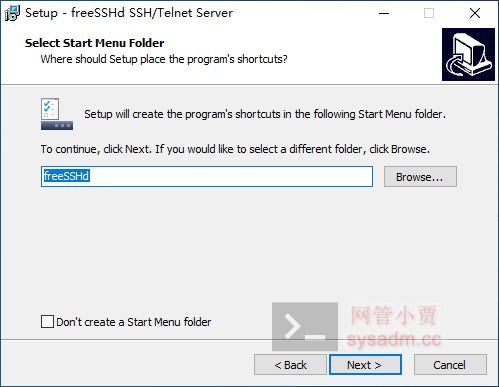 Setup - freeSSHd SSH/Telnet Server
Select Start Menu Folder
Where should Setup place the program's shortcuts?
Setup will create the program's shortcuts in the following Start Menu folder.
To continue, click Next. If you would like to select a different folder, click Browse.
freeSSHd
Browse...
Don't create a Start Menu folder
网管小贾
sysadm.cc
< Back
Next >
Cancel